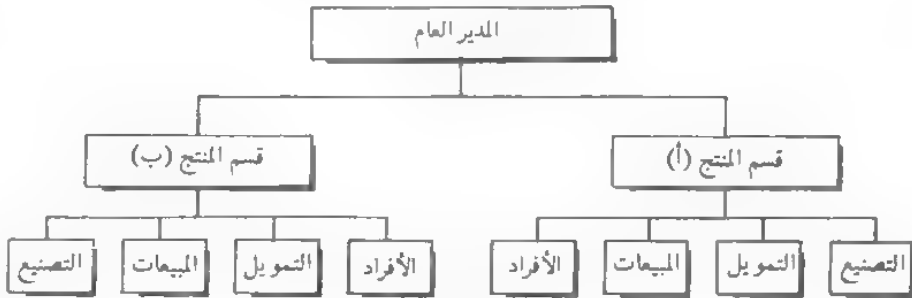 المدير العام
قسم المنتج (أ)
قسم المنتج (ب)
التصنيع
التمويل
المبيعات
الأفراد
الأفراد
التمويل
المبيعات
التصنيع